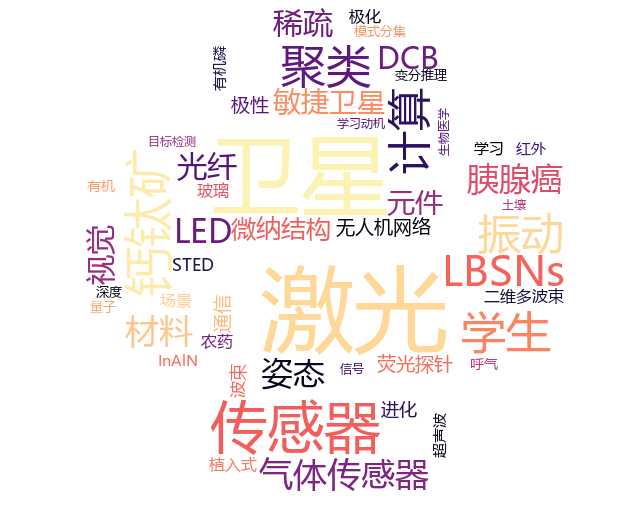 稀疏
极化
模式分集
聚类
DCB
有机磷
变分推理
敏捷卫星
极性
计算
学习动机
生物医学
目标检测
卫星
学习
红外
光纤
胰腺癌
有机
玻璃
钙钛矿
元件
土壤
视觉
LED
微纳结构
无人机网络
振动
STED
激光
LBSNs
深度
二维多波束
量子
场景
通信
材料
农药
学生
InAIN
波束
姿态
信号
荧光探针
呼气
传感器
进化
超声波
植入式
气体传感器